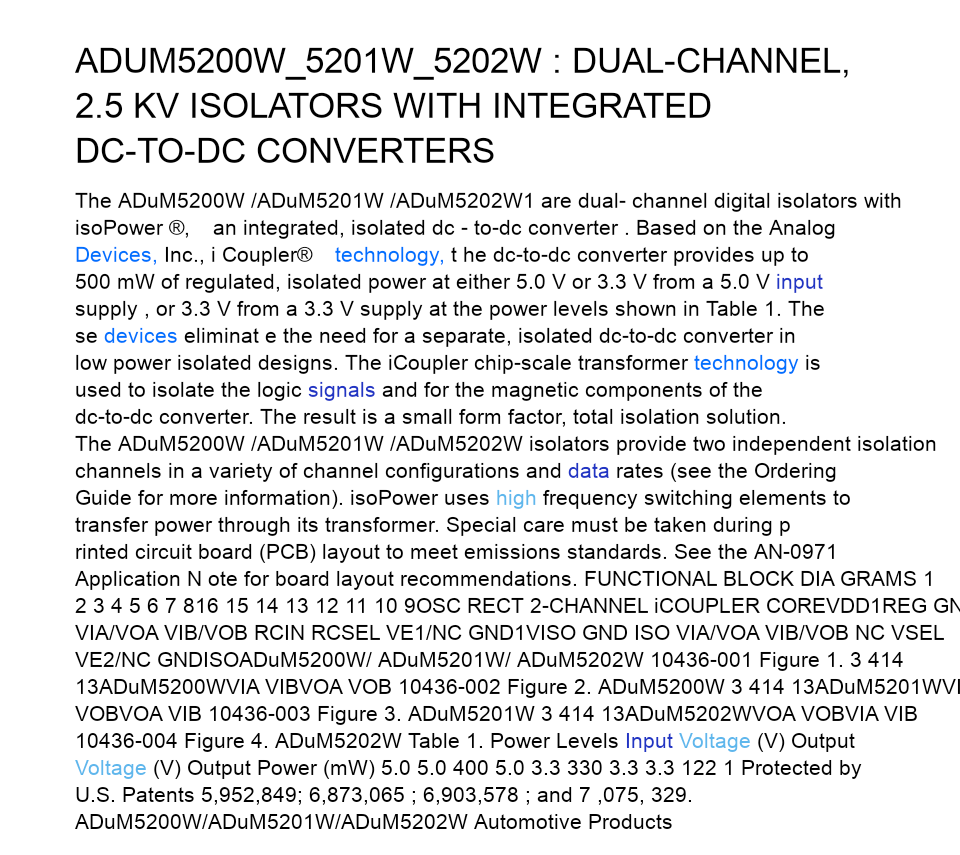 ADUM5200W_5201W_5202W : DUAL-CHANNEL,
2.5 KV ISOLATORS WITH INTEGRATED
DC-TO-DC CONVERTERS
The ADuM5200W /ADuM5201W /ADuM5202W1 are dual- channel digital isolators with
isoPower ®, an integrated, isolated dc - to-dc converter . Based on the Analog
Devices, Inc., i Coupler® technology, t he dc-to-dc converter provides up to
500 mW of regulated, isolated power at either 5.0 V or 3.3 V from a 5.0 V input
supply , or 3.3 V from a 3.3 V supply at the power levels shown in Table 1. The
se devices eliminat e the need for a separate, isolated dc-to-dc converter in
low power isolated designs. The iCoupler chip-scale transformer technology is
used to isolate the logic signals and for the magnetic components of the
dc-to-dc converter. The result is a small form factor, total isolation solution.
The ADuM5200W /ADuM5201W /ADuM5202W isolators provide two independent isolation
channels in a variety of channel configurations and data rates (see the Ordering
Guide for more information). isoPower uses high frequency switching elements to
transfer power through its transformer. Special care must be taken during p
rinted circuit board (PCB) layout to meet emissions standards. See the AN-0971
Application N ote for board layout recommendations. FUNCTIONAL BLOCK DIA GRAMS 1
2 3 4 5 6 7 816 15 14 13 12 11 10 9OSC RECT 2-CHANNEL iCOUPLER COREVDD1REG GN
VIA/VOA VIB/VOB RCIN RCSEL VE1/NC GND1VISO GND ISO VIA/VOA VIB/VOB NC VSEL
VE2/NC GNDISOADuM5200W/ ADuM5201W/ ADuM5202W 10436-001 Figure 1. 3 414
13ADuM5200WVIA VIBVOA VOB 10436-002 Figure 2. ADuM5200W 3 414 13ADuM5201WVI
VOBVOA VIB 10436-003 Figure 3. ADuM5201W 3 414 13ADuM5202WVOA VOBVIA VIB
10436-004 Figure 4. ADuM5202W Table 1. Power Levels Input Voltage (V) Output
Voltage (V) Output Power (mW) 5.0 5.0 400 5.0 3.3 330 3.3 3.3 122 1 Protected by
U.S. Patents 5,952,849; 6,873,065 ; 6,903,578 ; and 7 ,075, 329.
ADuM5200W/ADuM5201W/ADuM5202W Automotive Products